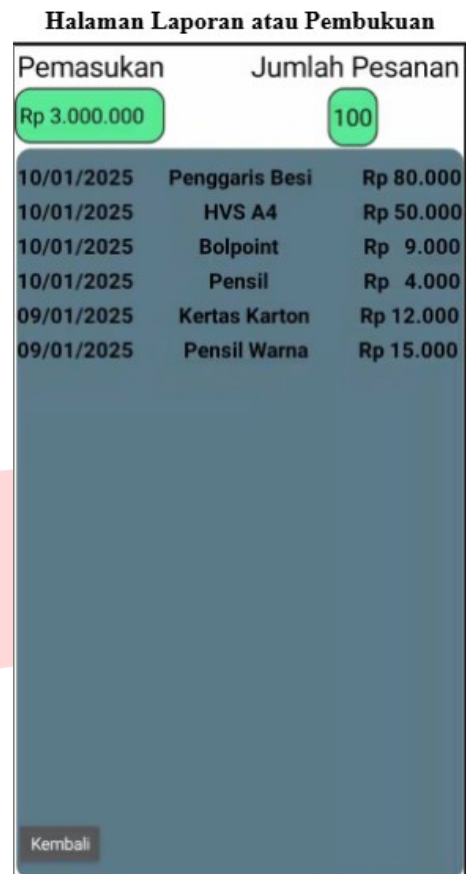 Halaman Laporan atau Pembukuan
Pemasukan Jumlah Pesanan
Rp 3.000.000 100
10/01/2025 Penggaris Besi Rp 80.000
10/01/2025 HVS A4 Rp 50.000
10/01/2025 Bolpoint Rp 9.000
10/01/2025 Pensil Rp 4.000
09/01/2025 Kertas Karton Rp 12.000
09/01/2025 Pensil Warna Rp 15.000
Kembali